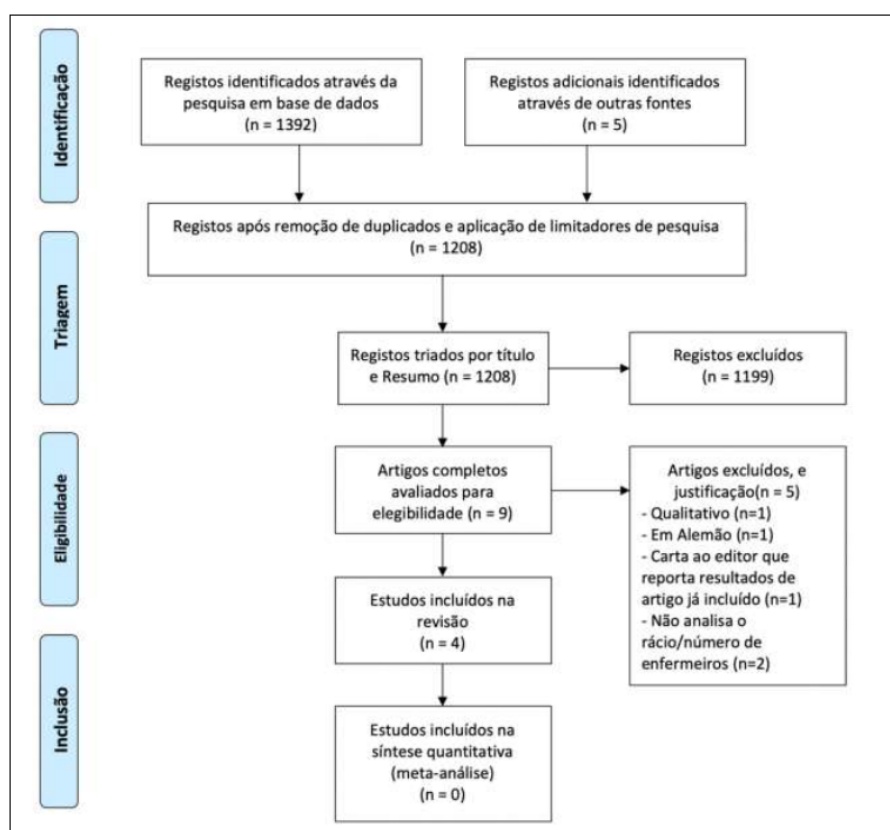 Identificação
Registos identificados através da
pesquisa em base de dados
(n = 1392)
Registos adicionais identificados
através de outras fontes
(n = 5)
Registos após remoção de duplicados e aplicação de limitadores de pesquisa
(n = 1208)
Triagem
Registos triados por título
e Resumo (n = 1208)
Registos excluídos
(n = 1199)
Eligibilidade
Artigos completos
avaliados para
elegibilidade (n = 9)
Artigos excluídos, e
justificação(n = 5)
- Qualitativo (n=1)
- Em Alemão (n=1)
- Carta ao editor que
reporta resultados de
artigo já incluído (n=1)
- Não analisa o
rácio/número de
enfermeiros (n=2)
Estudos incluídos na
revisão
(n = 4)
Inclusão
Estudos incluídos na
síntese quantitativa
(meta-análise)
(n = 0)